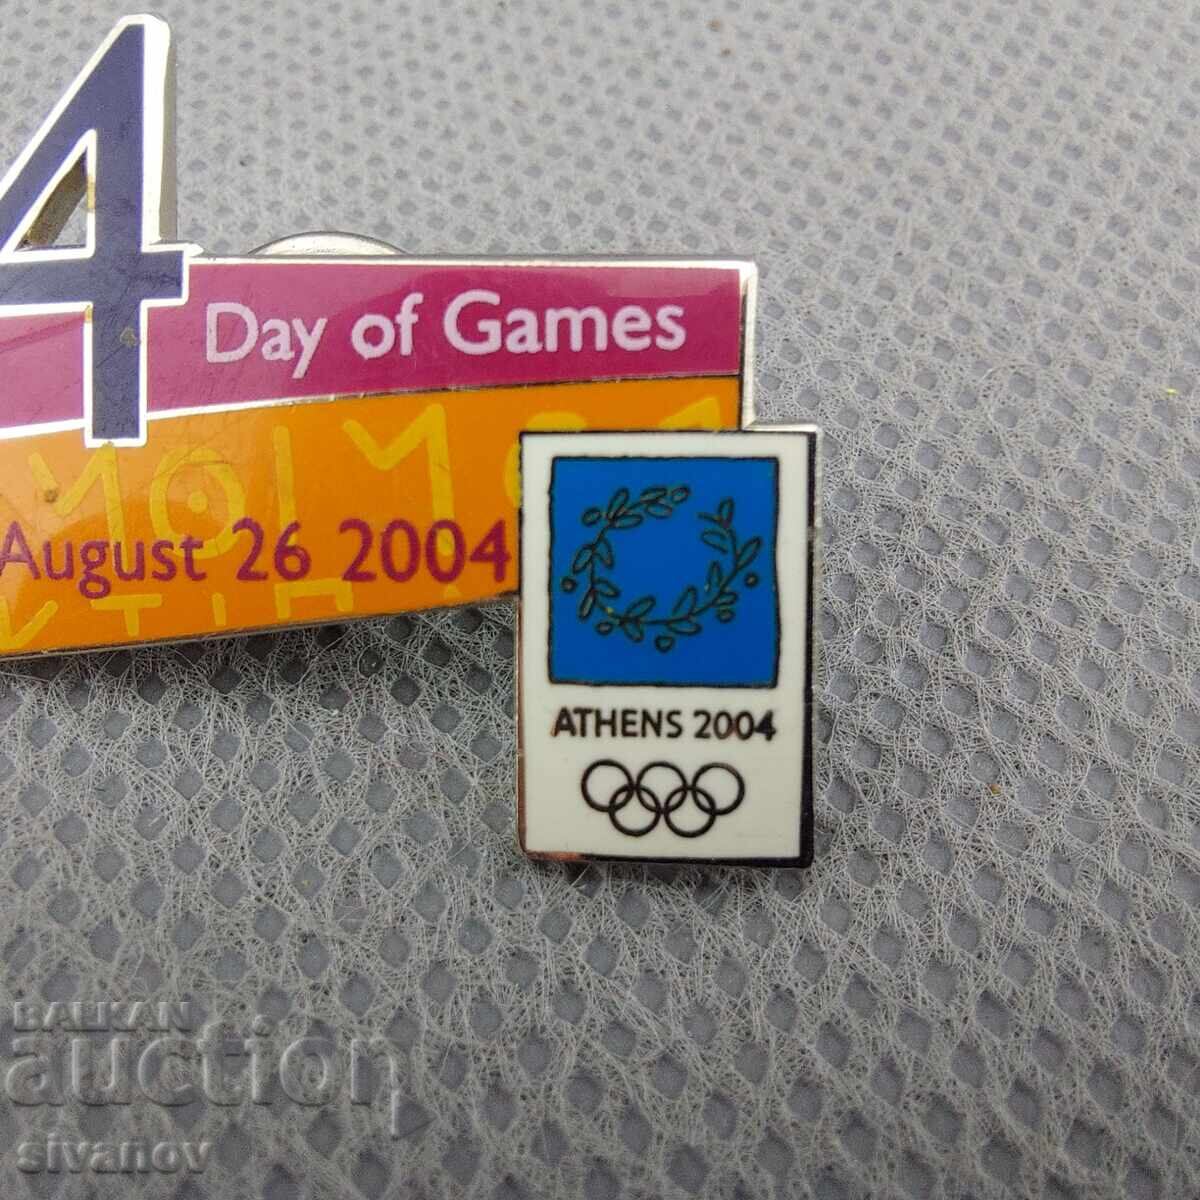 4
Day of Games
August 26 2004
ATHENS 2004
BALKAN
auction
sivanov